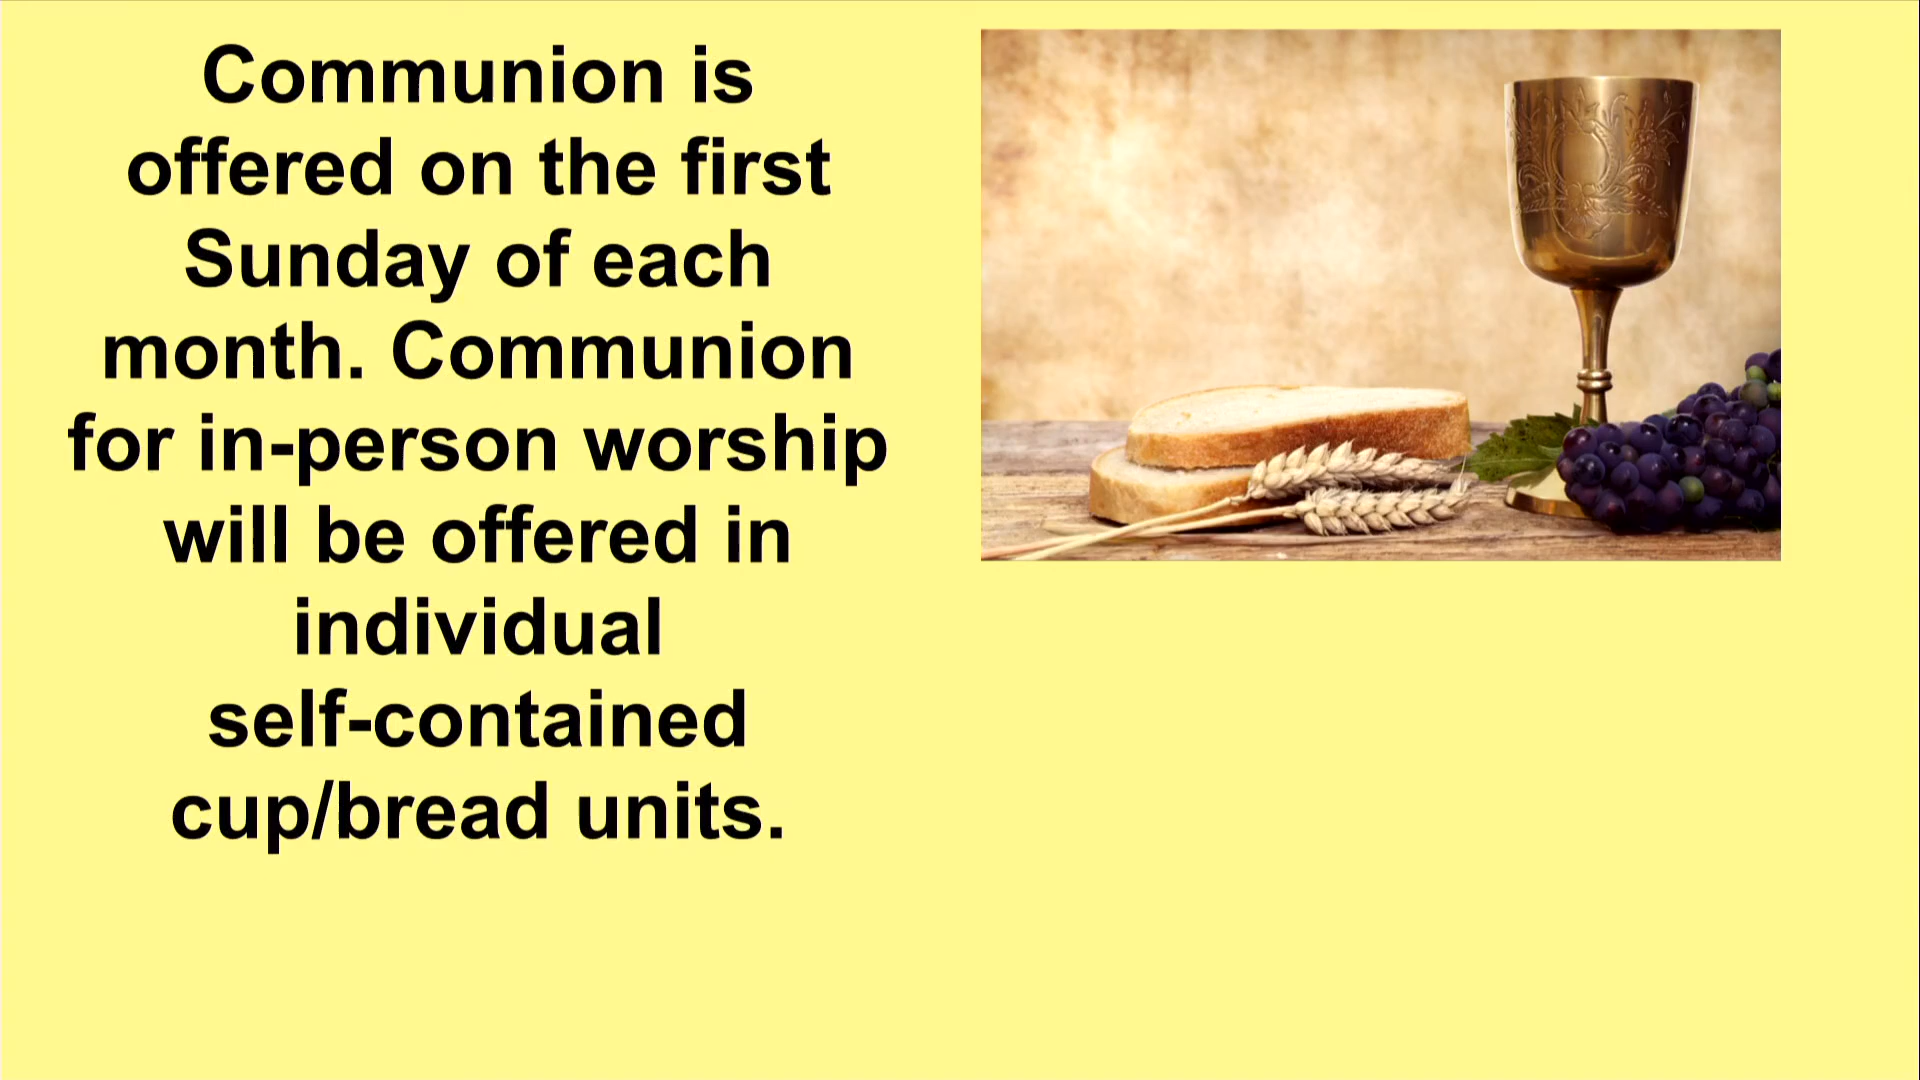 Communion is
offered on the first
Sunday of each
month. Communion
for in-person worship
will be offered in
individual
self-contained
cup/bread units.